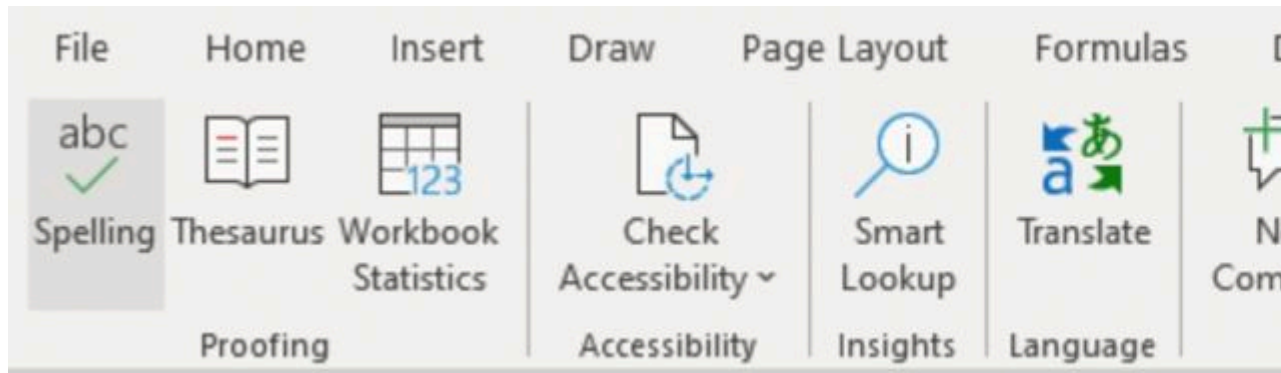 File Home Insert Draw Page Layout Formulas
abc
123
i
a あ
Spelling Thesaurus Workbook Statistics
Check Accessibility
Smart Lookup
Translate
Proofing Accessibility Insights Language